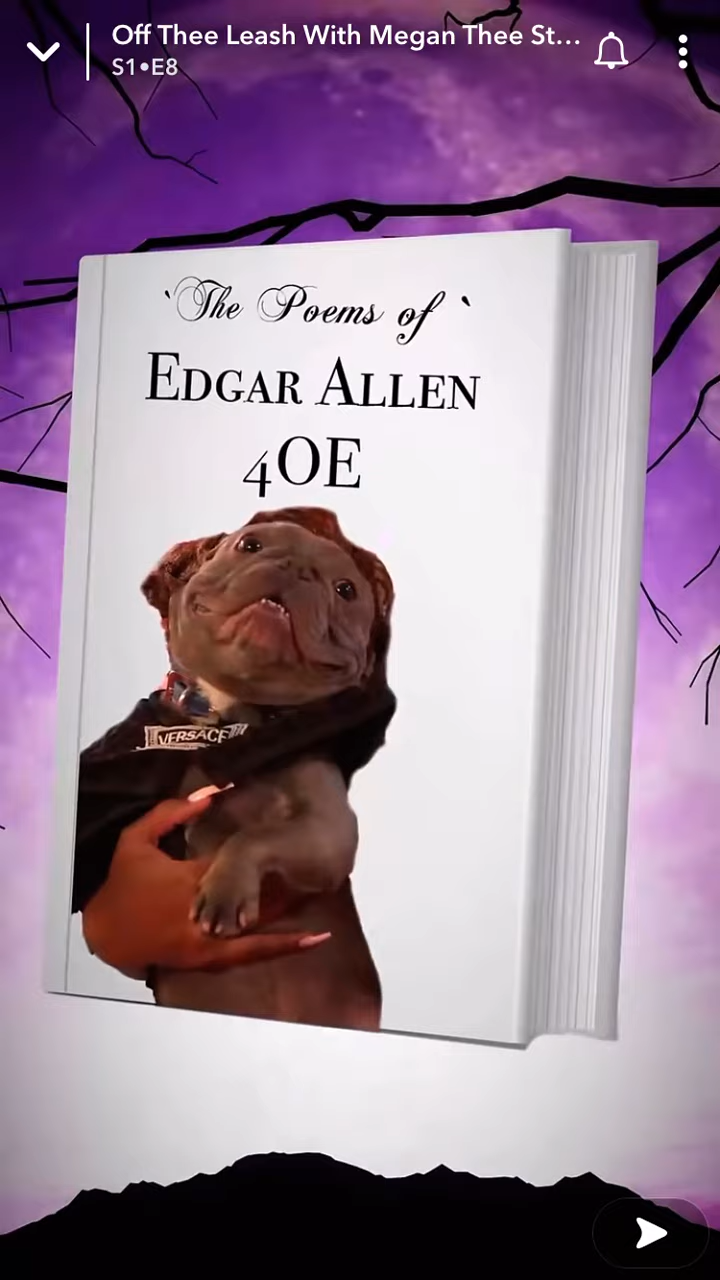 Off Thee Leash With Megan Thee St...
S1•E8
`The Poems of`
EDGAR ALLEN
4OE
VERSACE